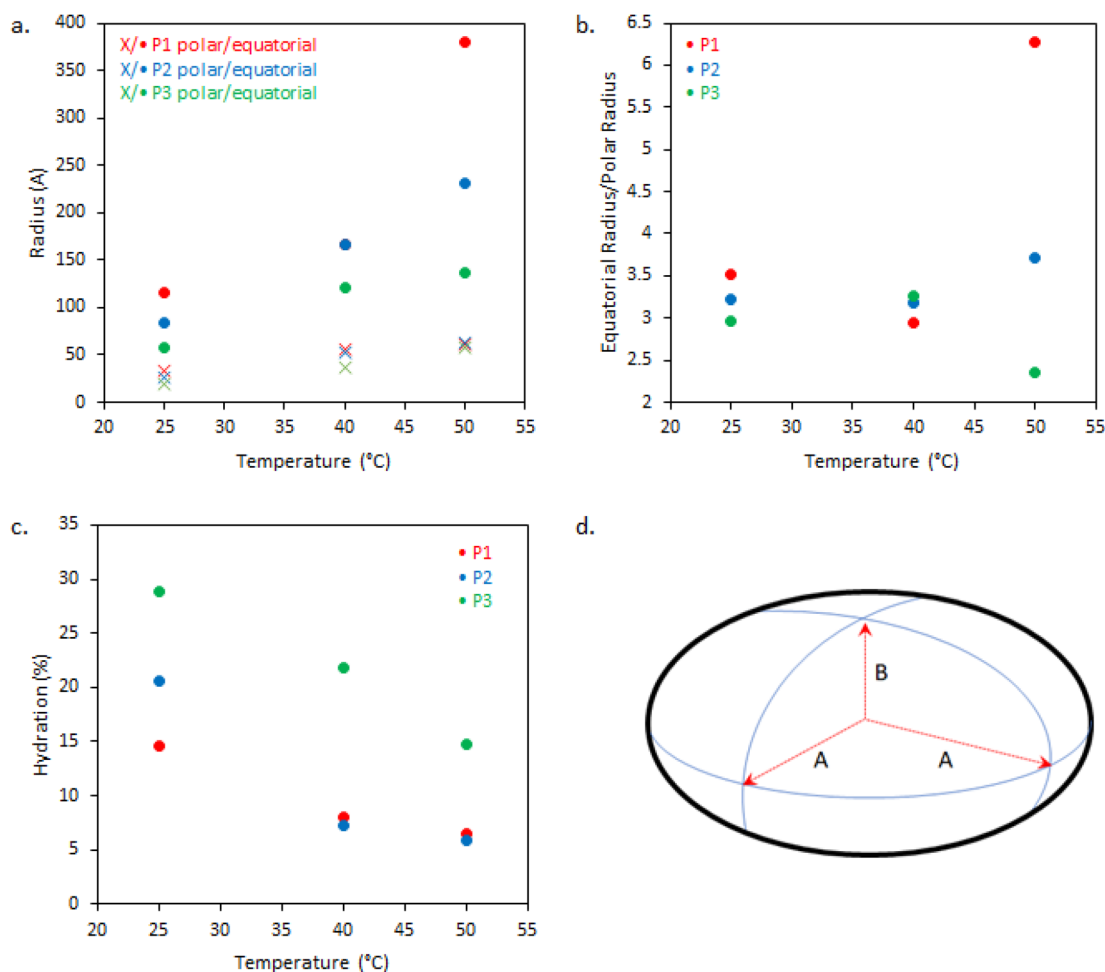 a.
400
350
300
250
200
150
100
50
0
Radius (A)
X/• P1 polar/equatorial
X/• P2 polar/equatorial
X/• P3 polar/equatorial
20 25 30 35 40 45 50 55
Temperature (°C)
b.
6.5
6
5.5
5
4.5
4
3.5
3
2.5
2
Equatorial Radius/Polar Radius
• P1
• P2
• P3
20 25 30 35 40 45 50 55
Temperature (°C)
c.
35
30
25
20
15
10
5
0
Hydration (%)
• P1
• P2
• P3
20 25 30 35 40 45 50 55
Temperature (°C)
d.
B
A A